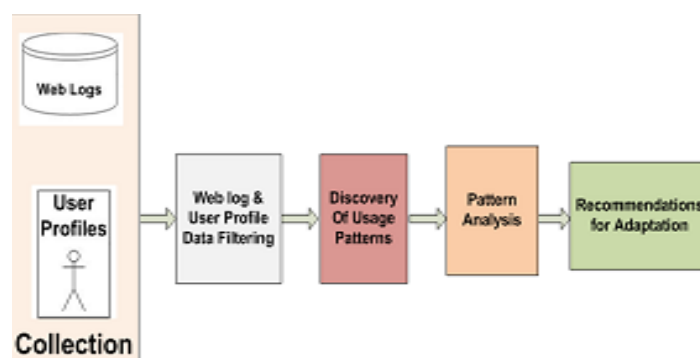 Web Logs
User
Profiles
Collection
Web log &
User Profile
Data Filtering
Discovery
Of Usage
Patterns
Pattern
Analysis
Recommendations
for Adaptation